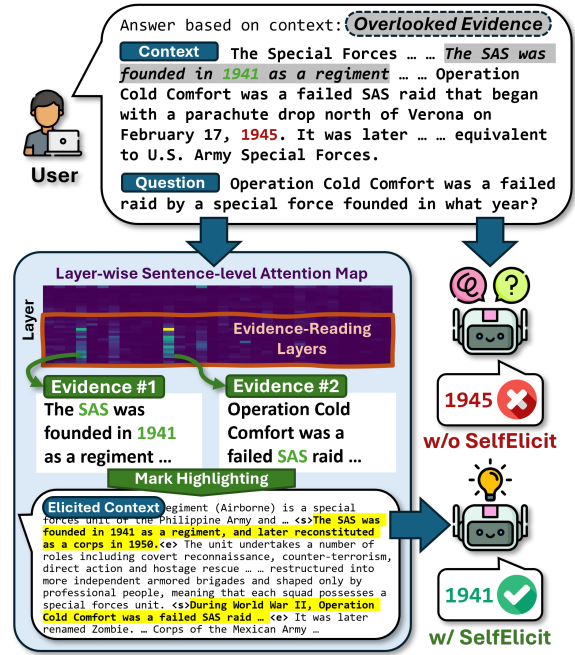 Answer based on context: Overlooked Evidence
Context The Special Forces … … The SAS was
founded in 1941 as a regiment … … Operation
Cold Comfort was a failed SAS raid that began
with a parachute drop north of Verona on
February 17, 1945. It was later … … equivalent
to U.S. Army Special Forces.
User
Question Operation Cold Comfort was a failed
raid by a special force founded in what year?
Layer-wise Sentence-level Attention Map
Layer
Evidence-Reading
Layers
Evidence #1
The SAS was
founded in 1941
as a regiment …
Evidence #2
Operation Cold
Comfort was a
failed SAS raid …
Mark Highlighting
Elicited Context
egiment (Airborne) is a special
forces unit of the Philippine Army and … <s>The SAS was
founded in 1941 as a regiment, and later reconstituted
as a corps in 1950.<e> The unit undertakes a number of
roles including covert reconnaissance, counter-terrorism,
direct action and hostage rescue … … restructured into
more independent armored brigades and shaped only by
professional people, meaning that each squad possesses a
special forces unit. <s>During World War II, Operation
Cold Comfort was a failed SAS raid … <e> It was later
renamed Zombie. … Corps of the Mexican Army …
?
1945
w/o SelfElicit
1941
w/ SelfElicit